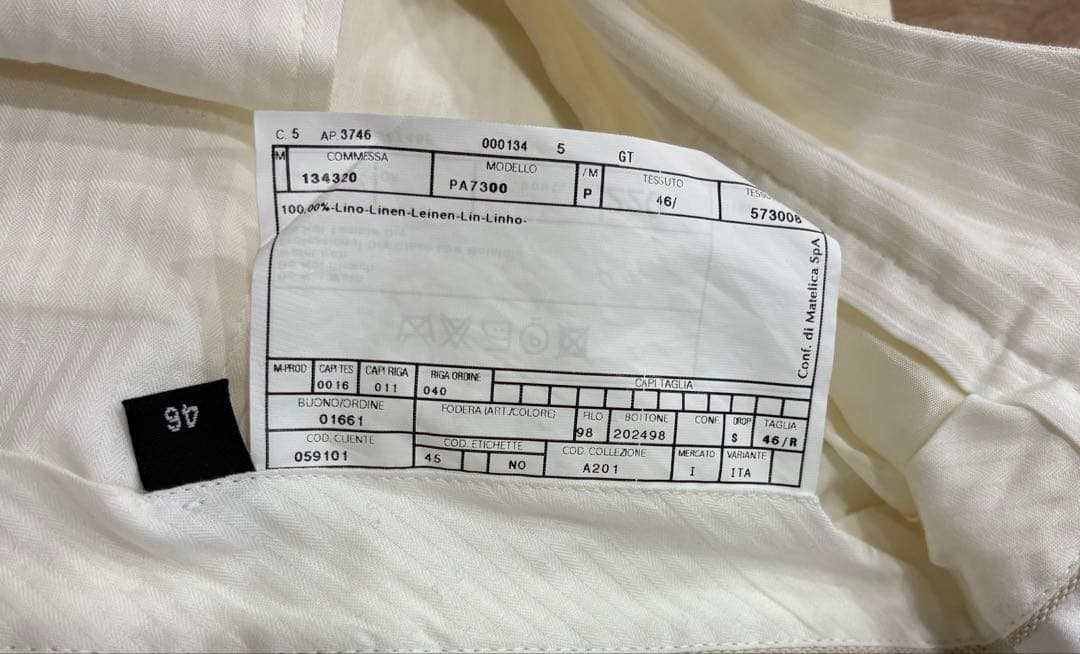 C. 5 AP. 3746 000134 5 GT
M COMMESSA MODELLO /M TESSUTO
134320 PA7300 P 46/ 573008
100,00%-Lino-Linen-Leinen-Lin-Linho-
Conf. di Matelica SpA
M-PROD CAPI TES CAPI RIGA RIGA ORDINE CAPI TAGLIA
0016 011 040
BUONO/ORDINE FODERA (ART./COLORE) FILO BOTTONE CONF. DROP TAGLIA
01661 98 202498 S 46/R
COD. CLIENTE COD. ETICHETTE COD. COLLEZIONE MERCATO VARIANTE
059101 45 NO A201 I ITA
46